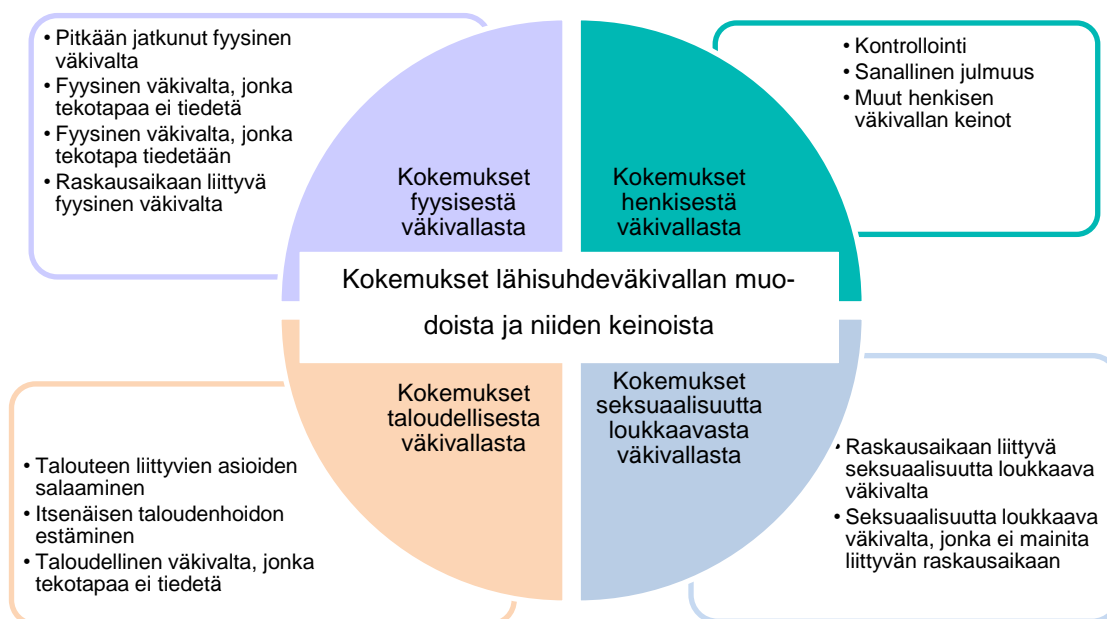 • Pitkään jatkunut fyysinen
väkivalta
• Fyysinen väkivalta, jonka
tekotapaa ei tiedetä
• Fyysinen väkivalta, jonka
tekotapa tiedetään
• Raskausaikaan liittyvä
fyysinen väkivalta
• Kontrollointi
• Sanallinen julmuus
• Muut henkisen
väkivallan keinot
Kokemukset
fyysisestä
väkivallasta
Kokemukset
henkisestä
väkivallasta
Kokemukset lähisuhdeväkivallan muo-
doista ja niiden keinoista
Kokemukset
taloudellisesta
väkivallasta
Kokemukset
seksuaalisuutta
loukkaavasta
väkivallasta
• Talouteen liittyvien asioiden
salaaminen
• Itsenäisen taloudenhoidon
estäminen
• Taloudellinen väkivalta, jonka
tekotapaa ei tiedetä
• Raskausaikaan liittyvä
seksuaalisuutta loukkaava
väkivalta
• Seksuaalisuutta loukkaava
väkivalta, jonka ei mainita
liittyvän raskausaikaan